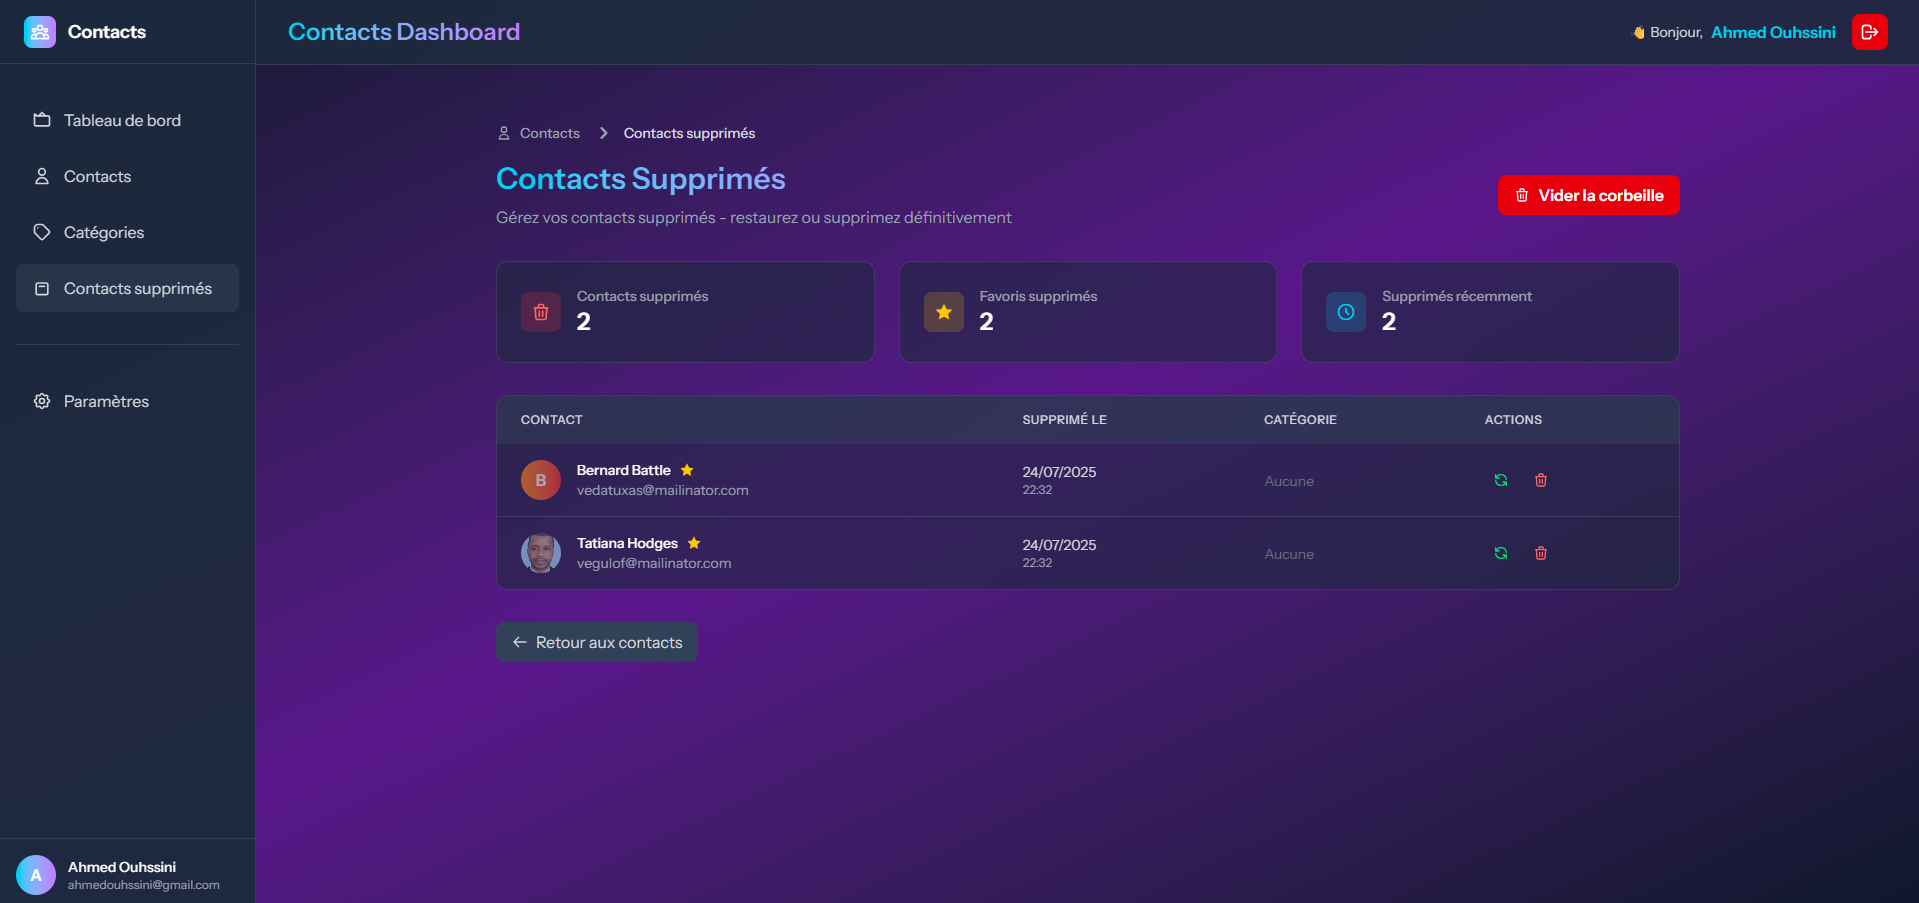 Contacts
Contacts Dashboard
👋 Bonjour, Ahmed Ouhssini
Tableau de bord
Contacts
Catégories
Contacts supprimés
Paramètres
Ahmed Ouhssini
ahmedouhssini@gmail.com
A
Contacts > Contacts supprimés
Contacts Supprimés
Gérez vos contacts supprimés - restaurez ou supprimez définitivement
Vider la corbeille
Contacts supprimés
2
Favoris supprimés
2
Supprimés récemment
2
CONTACT SUPPRIMÉ LE CATÉGORIE ACTIONS
B
Bernard Battle
vedatuxas@mailinator.com
24/07/2025
22:32
Aucune
Tatiana Hodges
vegulof@mailinator.com
24/07/2025
22:32
Aucune
← Retour aux contacts